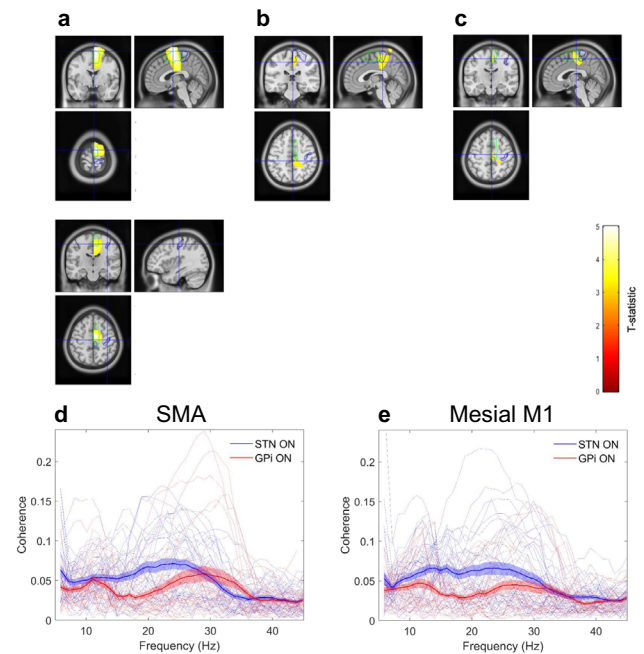 a
b
c
5
4
3
2
1
0
T-statistic
d SMA
e Mesial M1
STN ON
GPi ON
0.2
0.15
0.1
0.05
0
Coherence
10 20 30 40
Frequency (Hz)
STN ON
GPi ON
0.2
0.15
0.1
0.05
0
Coherence
10 20 30 40
Frequency (Hz)